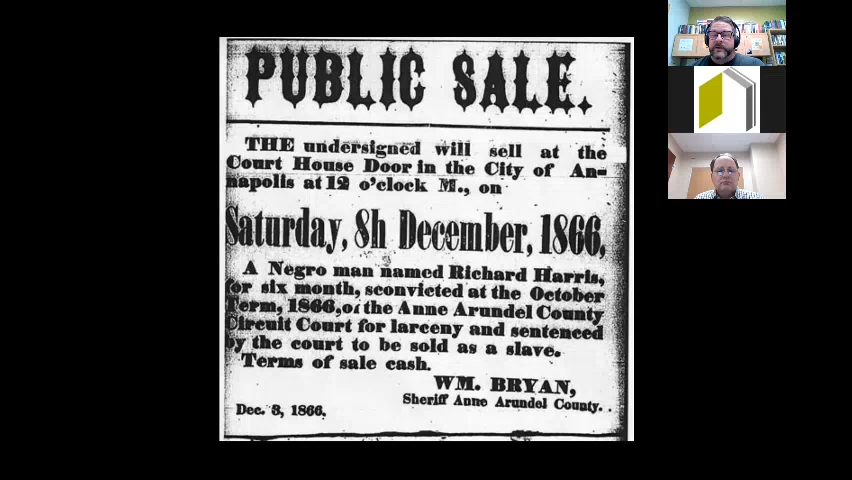 PUBLIC SALE.
THE undersigned will sell at the
Court House Door in the City of An=
napolis at 12 o'clock M., on
Saturday, 8h December, 1866,
A Negro man named Richard Harris,
for six month, sconvicted at the October
Term, 1866, of the Anne Arundel County
Circuit Court for larceny and sentenced
by the court to be sold as a slave.
Terms of sale cash.
WM. BRYAN,
Sheriff Anne Arundel County.
Dec. 3, 1866.